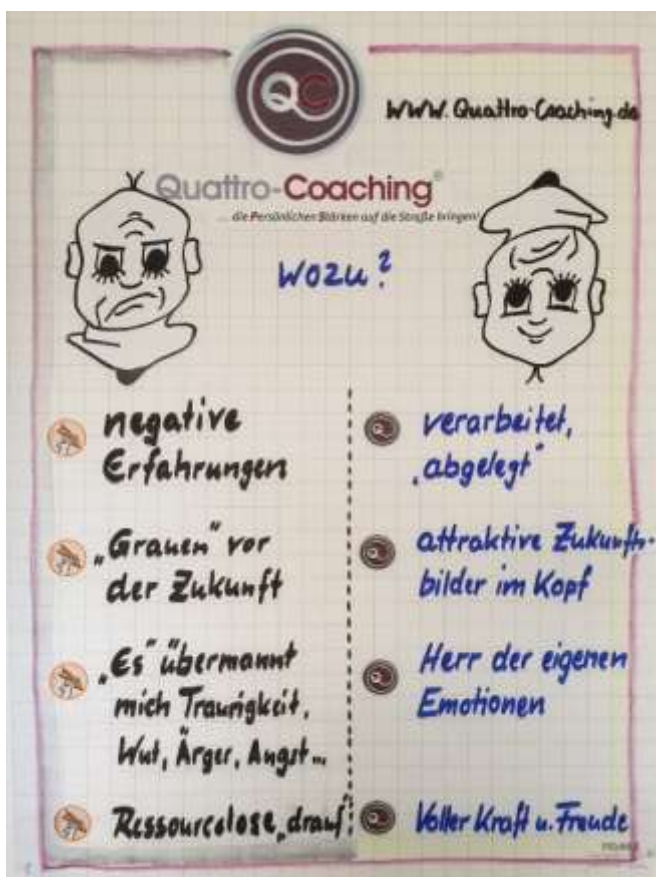 QC
www.Quattro-Coaching.de
Quattro-Coaching®
... die Persönlichen Stärken auf die Straße bringen!
Wozu?
negative
Erfahrungen
„Grauen" vor
der Zukunft
„Es" übermannt
mich Traurigkeit,
Wut, Ärger, Angst...
Ressourcelose „drauf"
verarbeitet,
„abgelegt"
attraktive Zukunfts-
bilder im Kopf
Herr der eigenen
Emotionen
Voller Kraft u. Freude